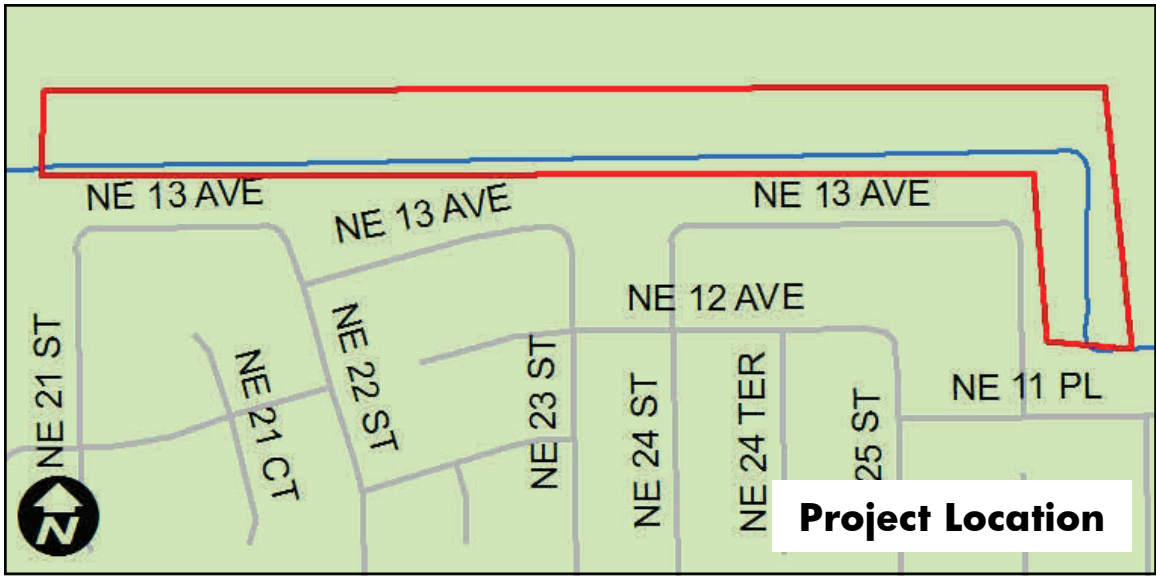 NE 13 AVE
NE 13 AVE
NE 13 AVE
NE 12 AVE
NE 21 ST
NE 21 CT
NE 22 ST
NE 23 ST
NE 24 ST
NE 24 TER
25 ST
NE 11 PL
N
Project Location